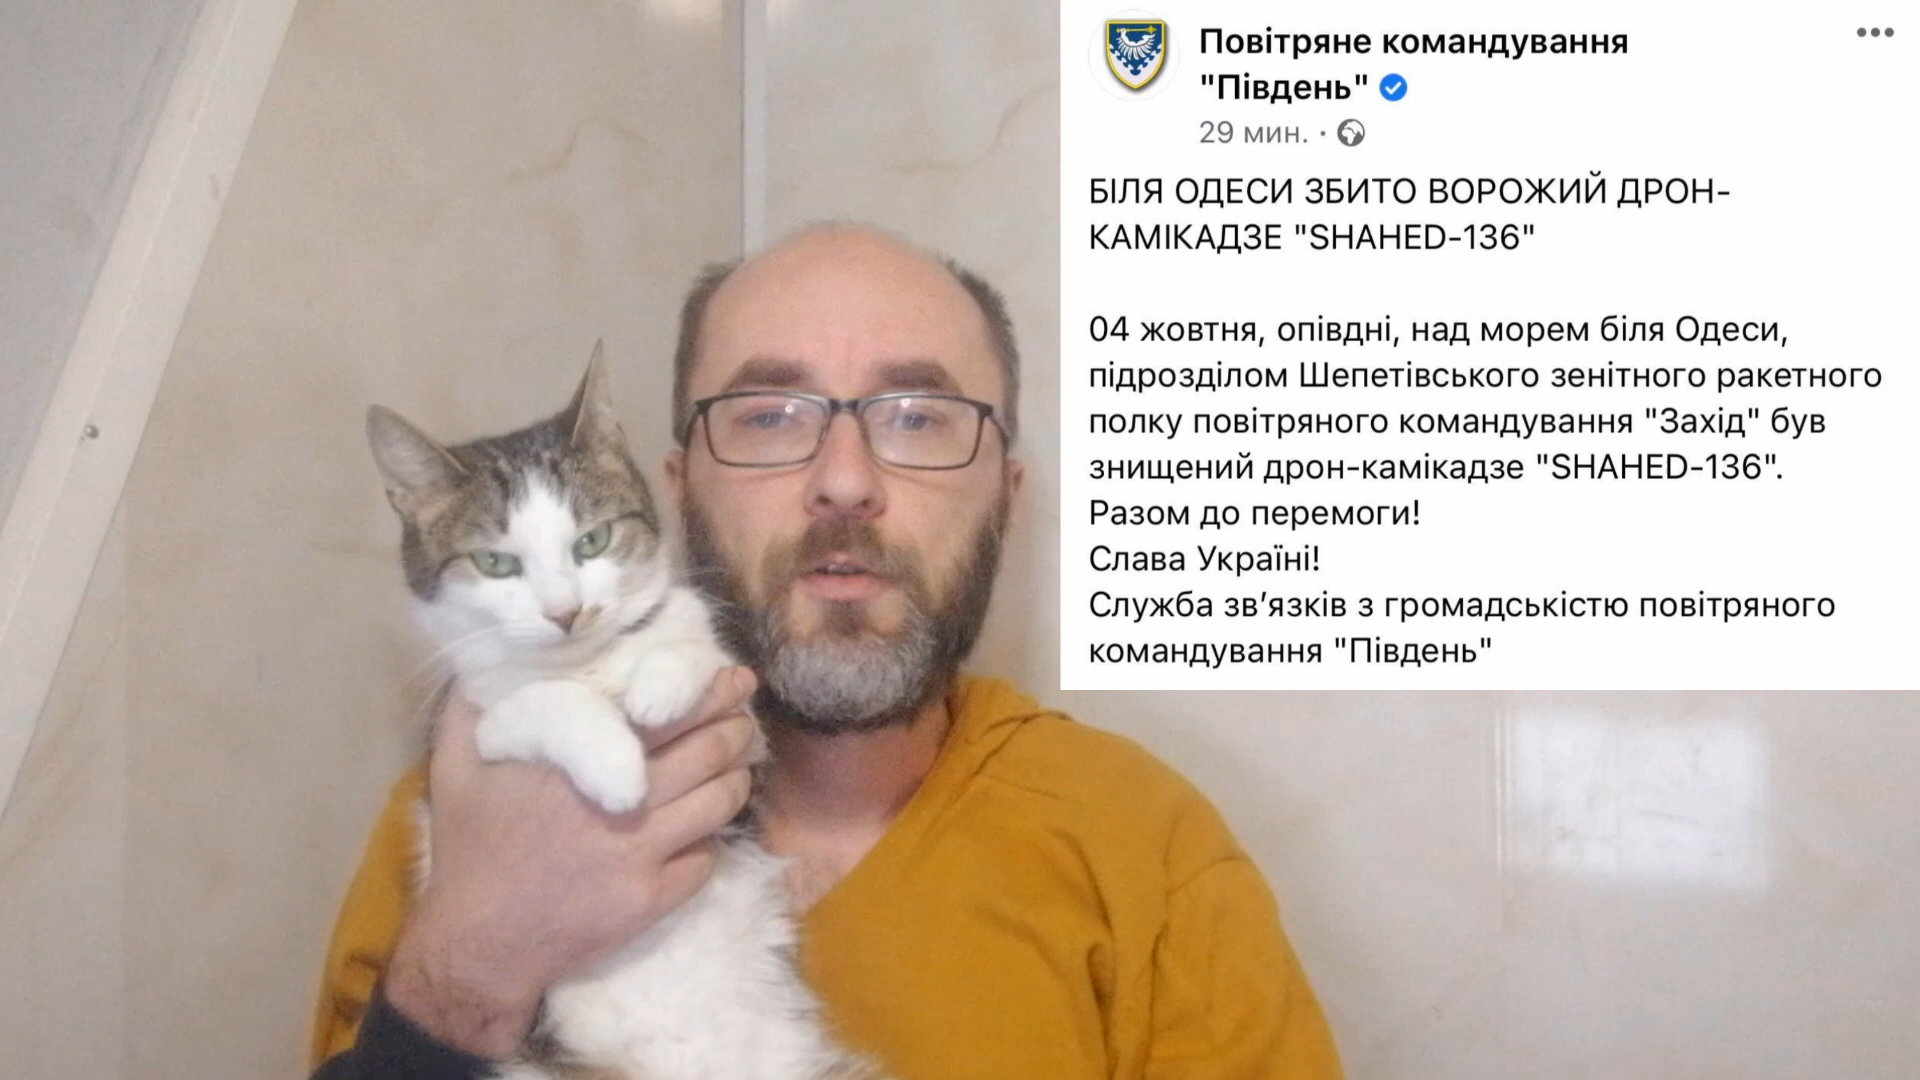 Повітряне командування
"Південь"
29 мин. ·
БІЛЯ ОДЕСИ ЗБИТО ВОРОЖИЙ ДРОН-
КАМІКАДЗЕ "SHAHED-136"
04 жовтня, опівдні, над морем біля Одеси,
підрозділом Шепетівського зенітного ракетного
полку повітряного командування "Захід" був
знищений дрон-камікадзе "SHAHED-136".
Разом до перемоги!
Слава Україні!
Служба зв’язків з громадськістю повітряного
командування "Південь"